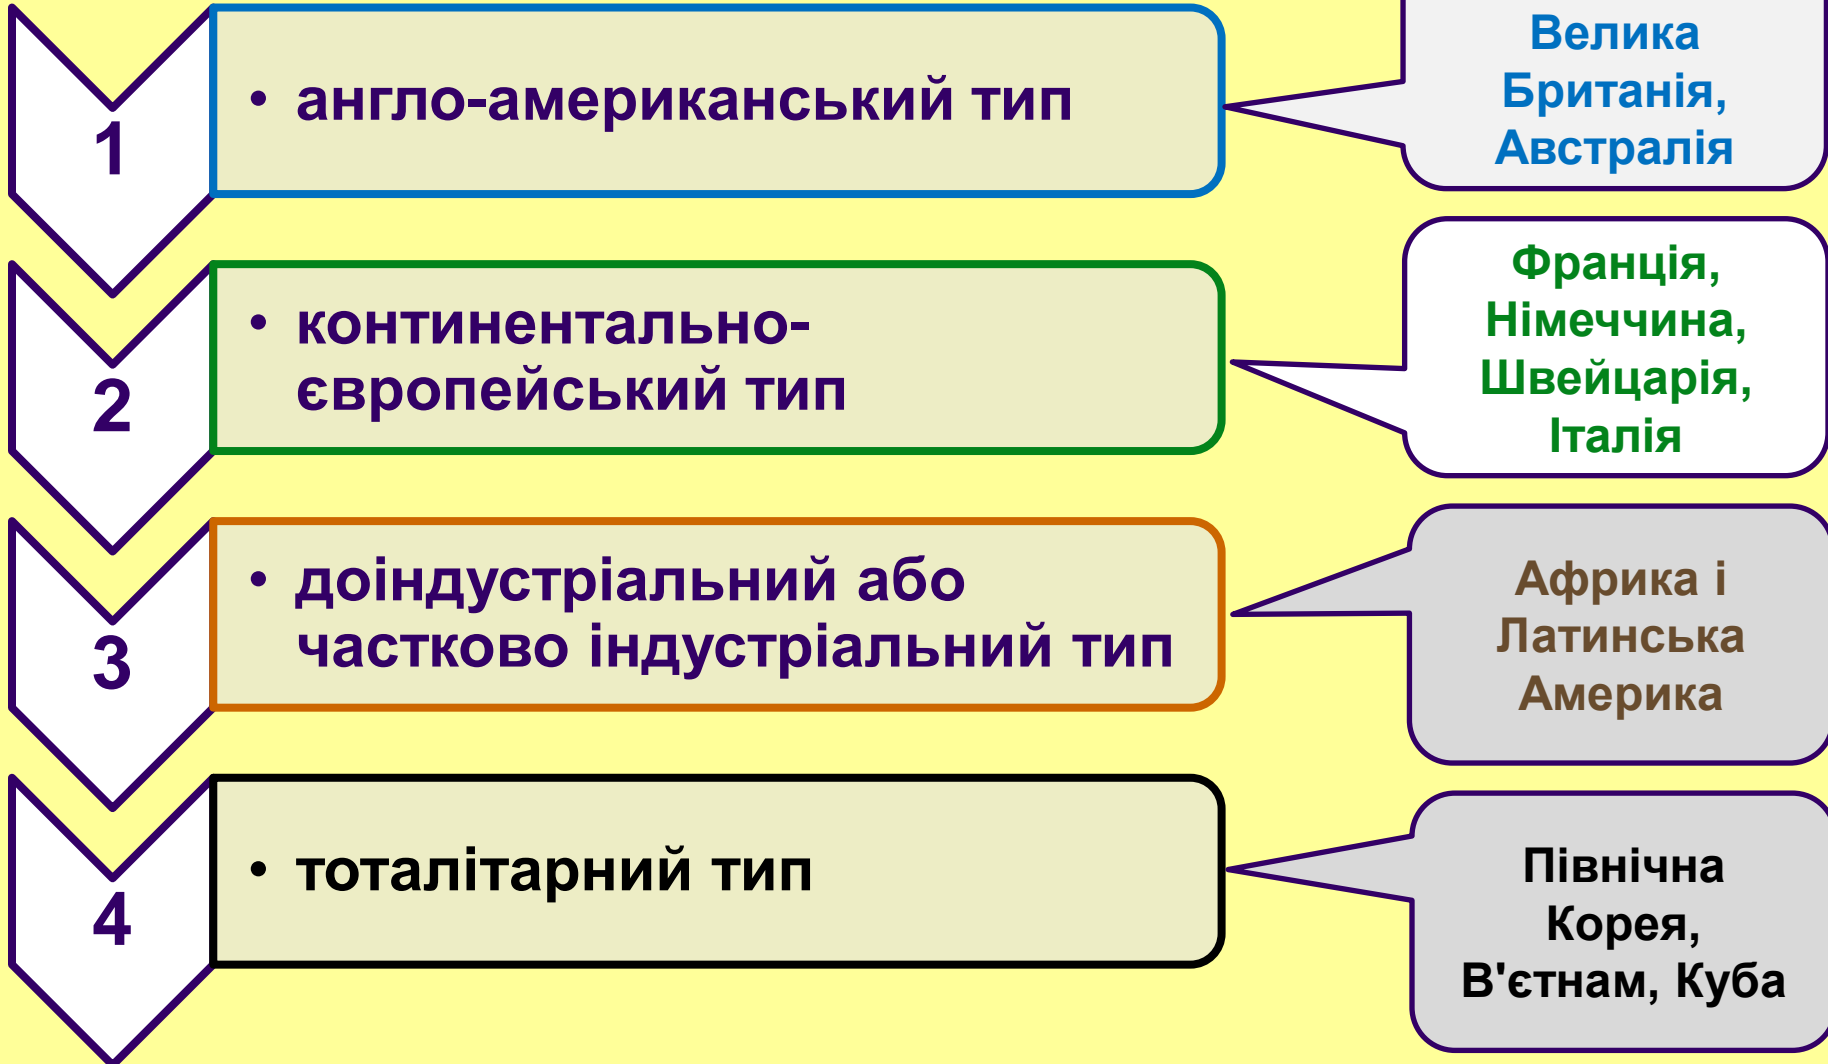 1
• англо-американський тип
Велика
Британія,
Австралія
2
• континентально-
європейський тип
Франція,
Німеччина,
Швейцарія,
Італія
3
• доіндустріальний або
частково індустріальний тип
Африка і
Латинська
Америка
4
• тоталітарний тип
Північна
Корея,
В'єтнам, Куба